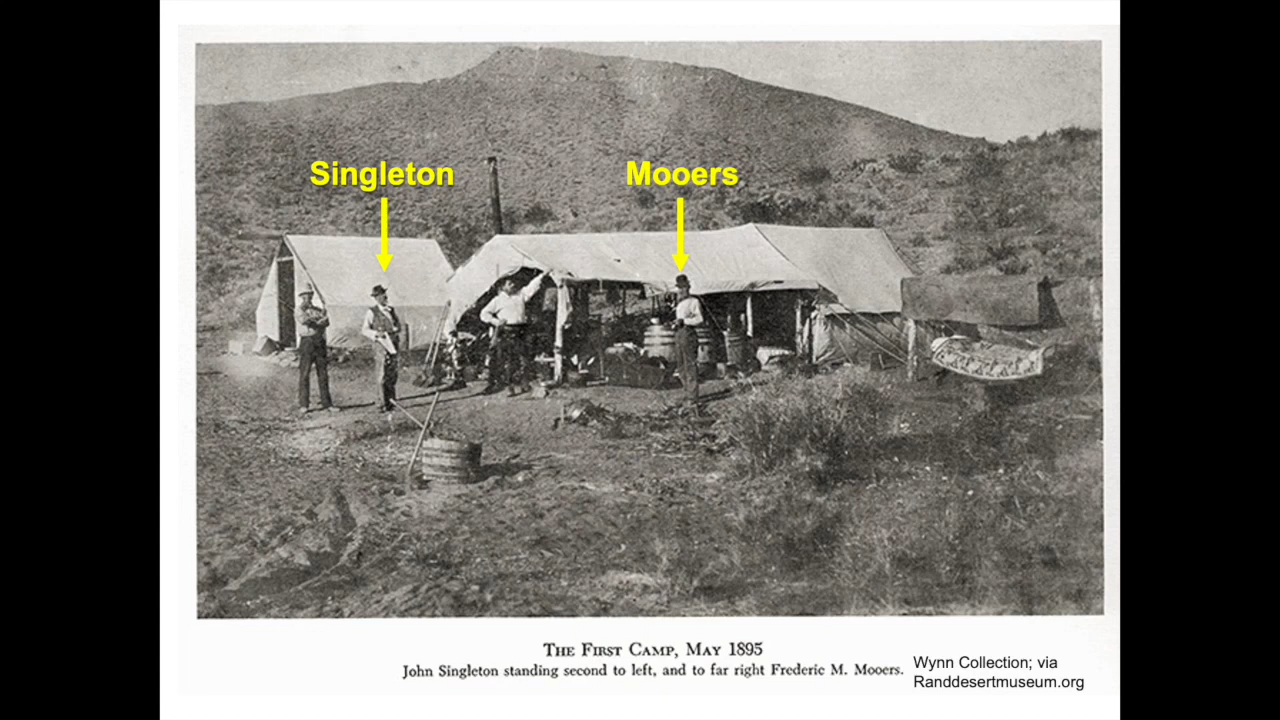 Singleton
Mooers
The First Camp, May 1895
John Singleton standing second to left, and to far right Frederic M. Mooers.
Wynn Collection; via
Randdesertmuseum.org